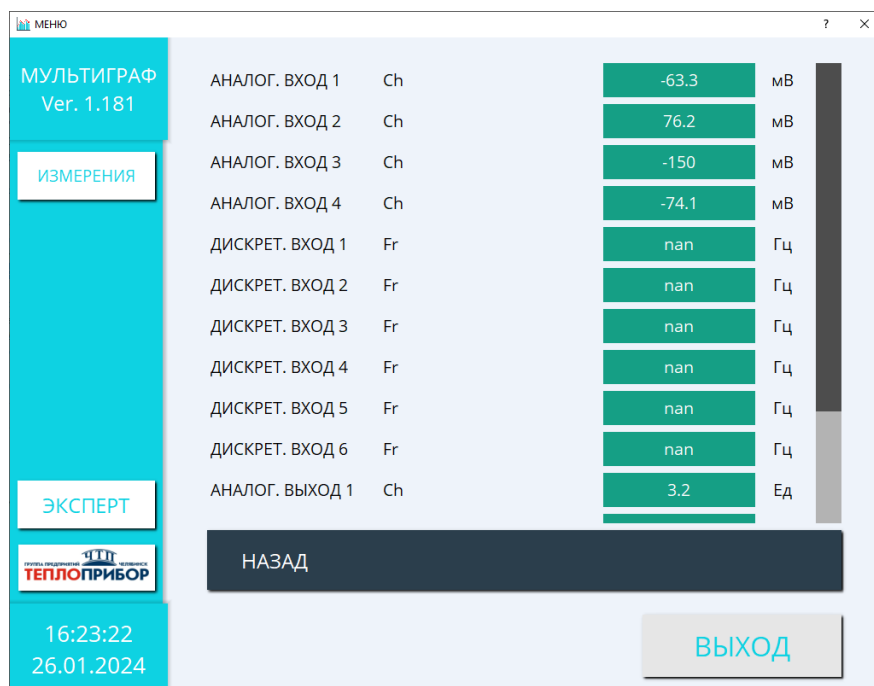 МЕНЮ ? ×
МУЛЬТИГРАФ
Ver. 1.181
ИЗМЕРЕНИЯ
АНАЛОГ. ВХОД 1 Ch -63.3 мВ
АНАЛОГ. ВХОД 2 Ch 76.2 мВ
АНАЛОГ. ВХОД 3 Ch -150 мВ
АНАЛОГ. ВХОД 4 Ch -74.1 мВ
ДИСКРЕТ. ВХОД 1 Fr nan Гц
ДИСКРЕТ. ВХОД 2 Fr nan Гц
ДИСКРЕТ. ВХОД 3 Fr nan Гц
ДИСКРЕТ. ВХОД 4 Fr nan Гц
ДИСКРЕТ. ВХОД 5 Fr nan Гц
ДИСКРЕТ. ВХОД 6 Fr nan Гц
АНАЛОГ. ВЫХОД 1 Ch 3.2 Ед
ЭКСПЕРТ
ЧТП
ГРУППА ПРЕДПРИЯТИЙ ЧЕЛЯБИНСК
ТЕПЛОПРИБОР
НАЗАД
16:23:22
26.01.2024
ВЫХОД